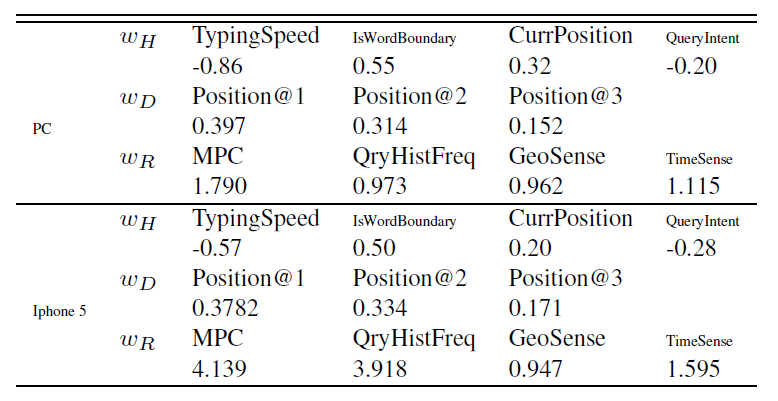 w_H TypingSpeed IsWordBoundary CurrPosition QueryIntent
-0.86 0.55 0.32 -0.20
w_D Position@1 Position@2 Position@3
PC 0.397 0.314 0.152
w_R MPC QryHistFreq GeoSense TimeSense
1.790 0.973 0.962 1.115
w_H TypingSpeed IsWordBoundary CurrPosition QueryIntent
-0.57 0.50 0.20 -0.28
w_D Position@1 Position@2 Position@3
Iphone 5 0.3782 0.334 0.171
w_R MPC QryHistFreq GeoSense TimeSense
4.139 3.918 0.947 1.595